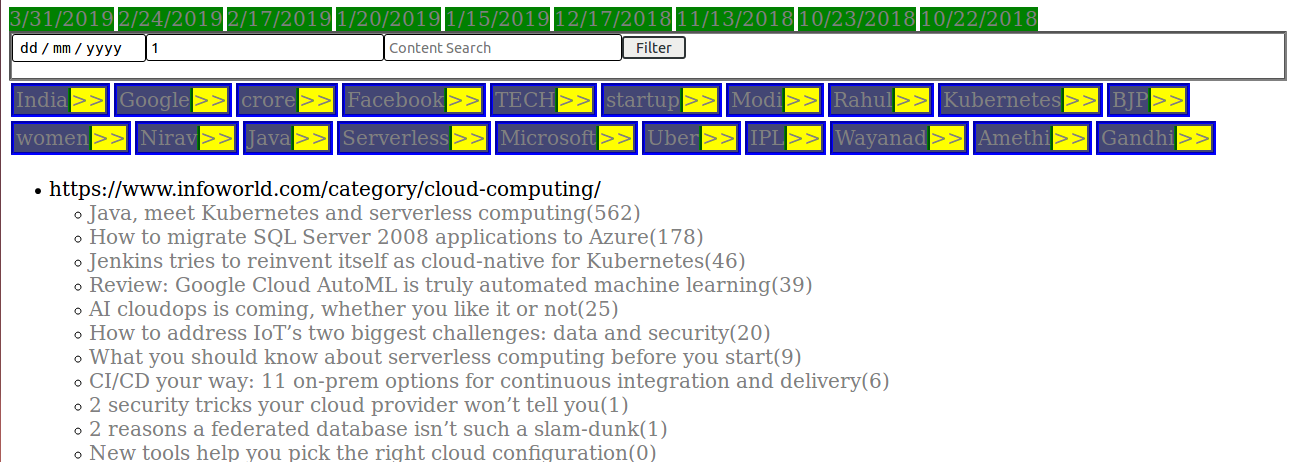 3/31/2019 2/24/2019 2/17/2019 1/20/2019 1/15/2019 12/17/2018 11/13/2018 10/23/2018 10/22/2018
dd / mm / yyyy 1 Content Search Filter
India>> Google>> crore>> Facebook>> TECH>> startup>> Modi>> Rahul>> Kubernetes>> BJP>>
women>> Nirav>> Java>> Serverless>> Microsoft>> Uber>> IPL>> Wayanad>> Amethi>> Gandhi>>
https://www.infoworld.com/category/cloud-computing/
Java, meet Kubernetes and serverless computing(562)
How to migrate SQL Server 2008 applications to Azure(178)
Jenkins tries to reinvent itself as cloud-native for Kubernetes(46)
Review: Google Cloud AutoML is truly automated machine learning(39)
AI cloudops is coming, whether you like it or not(25)
How to address IoT’s two biggest challenges: data and security(20)
What you should know about serverless computing before you start(9)
CI/CD your way: 11 on-prem options for continuous integration and delivery(6)
2 security tricks your cloud provider won’t tell you(1)
2 reasons a federated database isn’t such a slam-dunk(1)
New tools help you pick the right cloud configuration(0)